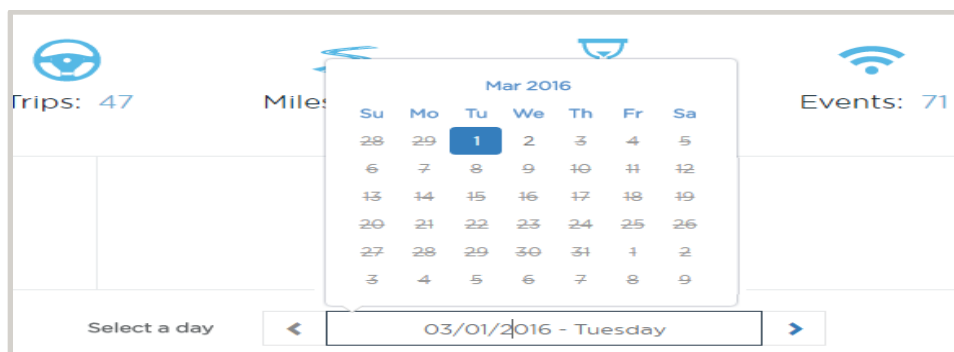 Trips: 47
Miles
Events: 71
Mar 2016
Su Mo Tu We Th Fr Sa
28 29 1 2 3 4 5
6 7 8 9 10 11 12
13 14 15 16 17 18 19
20 21 22 23 24 25 26
27 28 29 30 31 1 2
3 4 5 6 7 8 9
Select a day
03/01/2016 - Tuesday